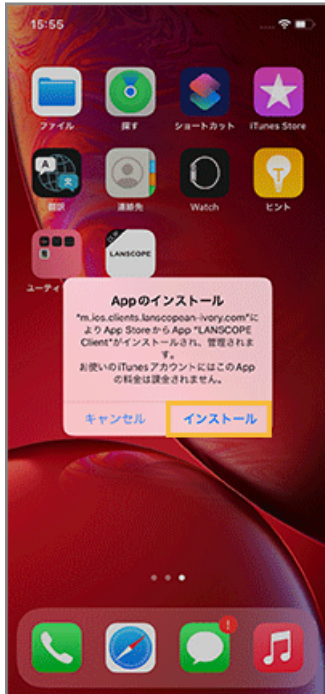 15:55
ファイル
探す
ショートカット
iTunes Store
翻訳
連絡先
Watch
ヒント
LANSCOPE
Appのインストール
"m.ios.clients.lanscopean-ivory.com"に
よりApp StoreからApp "LANSCOPE
Client"がインストールされ、管理されま
す。
お使いのiTunesアカウントにはこのApp
の料金は課金されません。
キャンセル
インストール